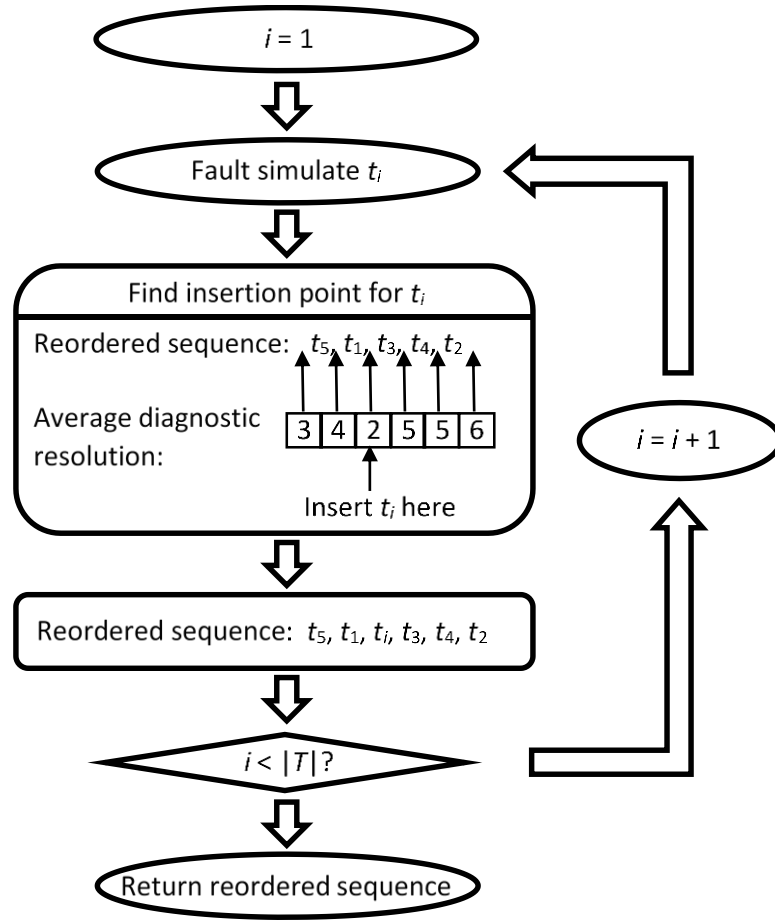 i = 1
Fault simulate tᵢ
Find insertion point for tᵢ
Reordered sequence: t₅, t₁, t₃, t₄, t₂
Average diagnostic
resolution:
3 4 2 5 5 6
Insert tᵢ here
i = i + 1
Reordered sequence: t₅, t₁, tᵢ, t₃, t₄, t₂
i < |T|?
Return reordered sequence